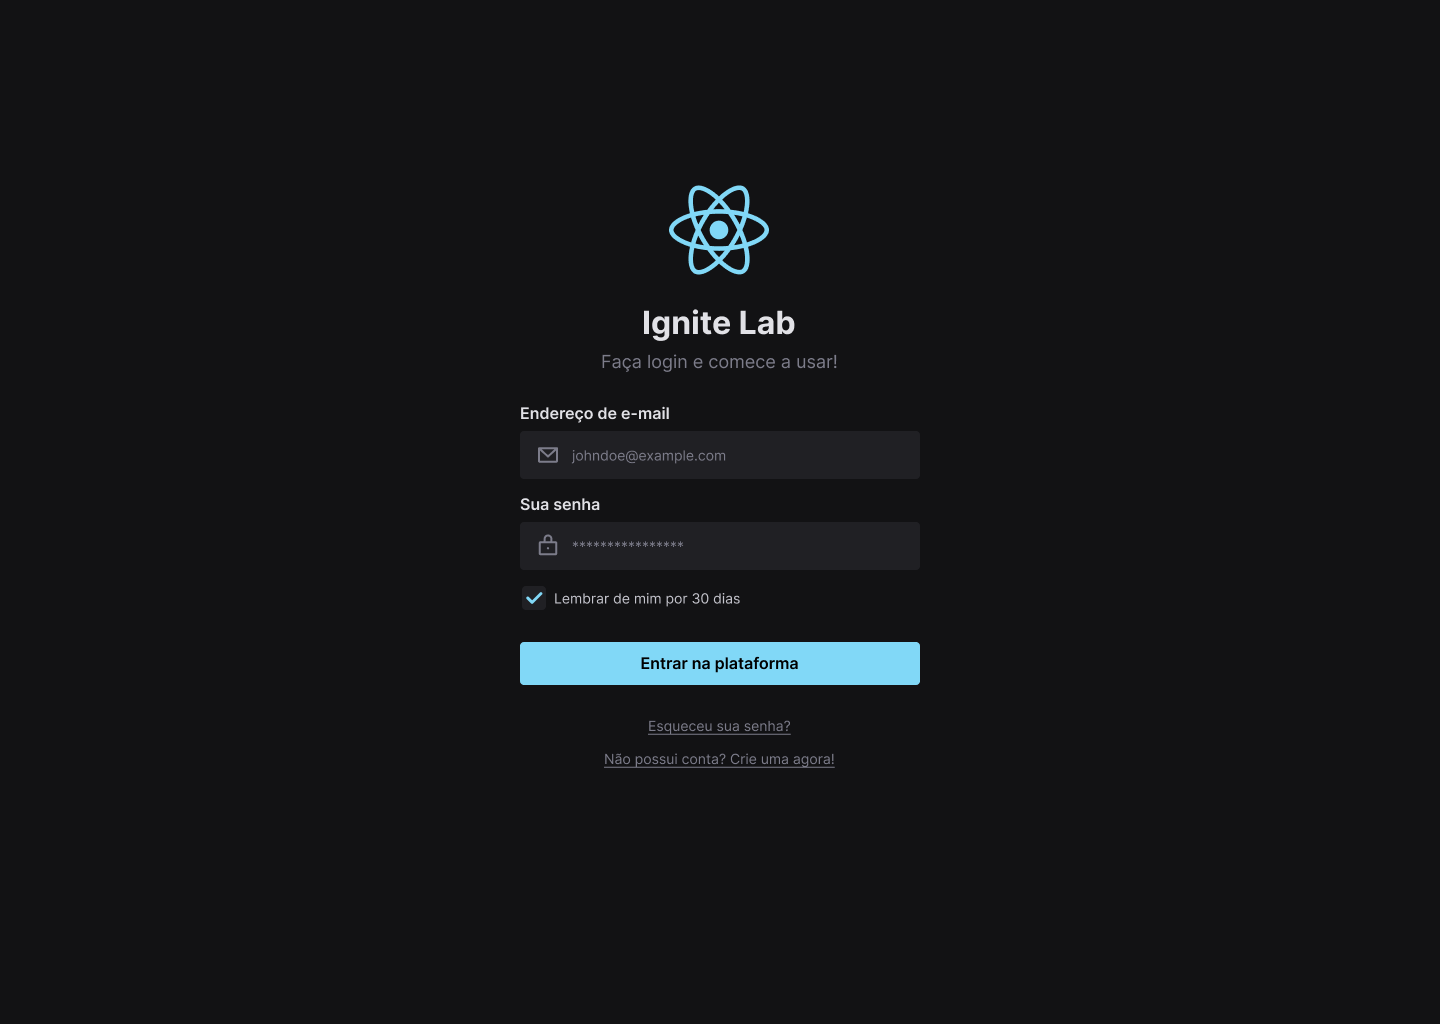 Ignite Lab
Faça login e comece a usar!
Endereço de e-mail
johndoe@example.com
Sua senha
****************
Lembrar de mim por 30 dias
Entrar na plataforma
Esqueceu sua senha?
Não possui conta? Crie uma agora!